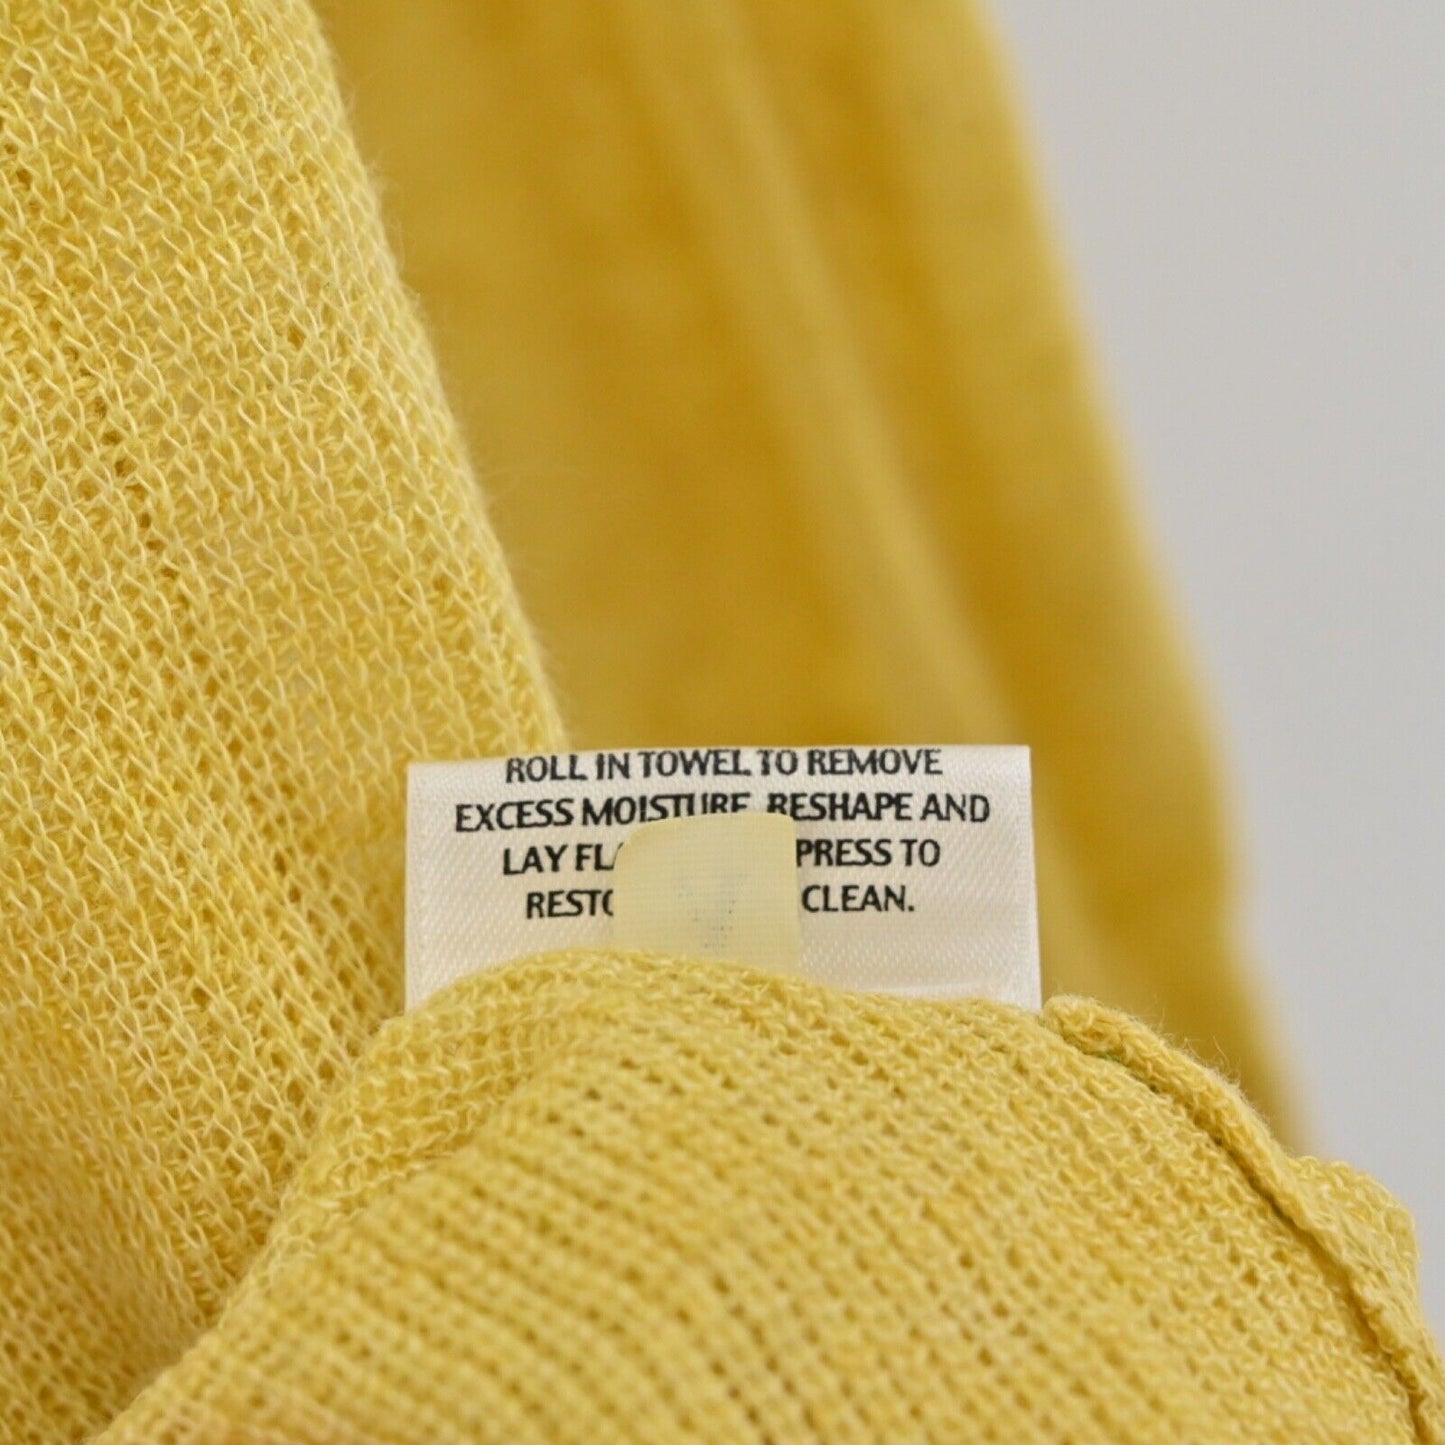 ROLL IN TOWEL TO REMOVE
EXCESS MOISTURE. RESHAPE AND
LAY PRESS TO
CLEAN.